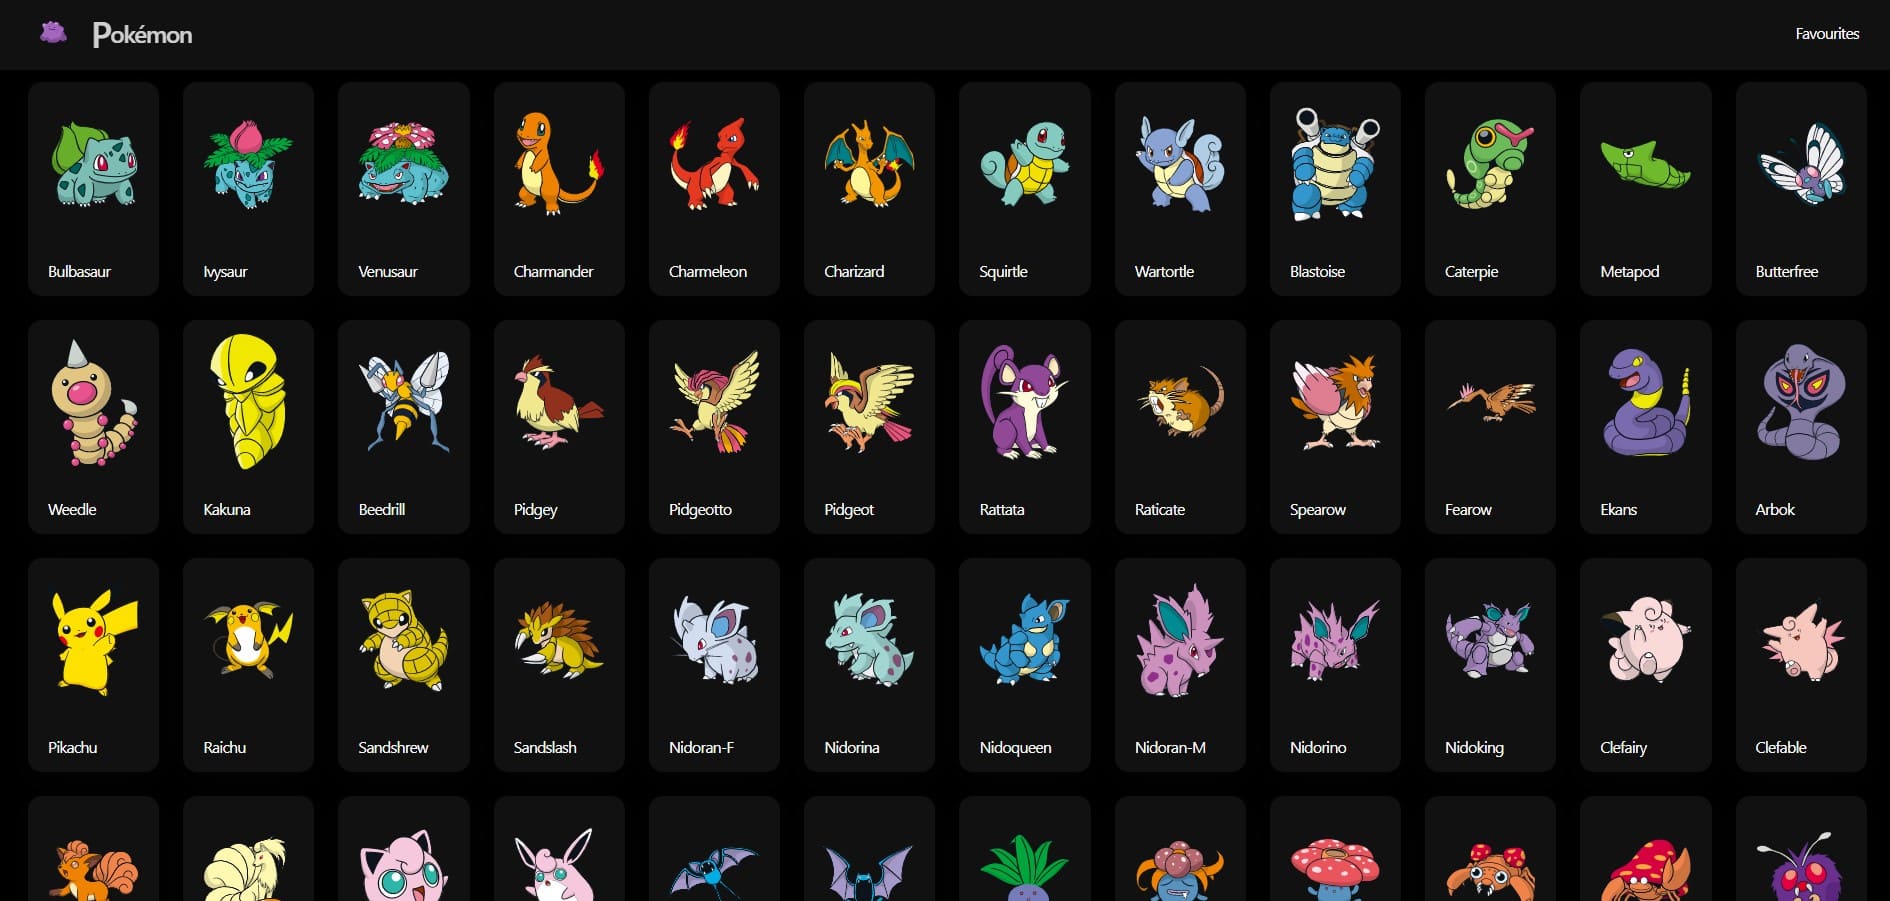 Pokémon
Favourites
Bulbasaur
Ivysaur
Venusaur
Charmander
Charmeleon
Charizard
Squirtle
Wartortle
Blastoise
Caterpie
Metapod
Butterfree
Weedle
Kakuna
Beedrill
Pidgey
Pidgeotto
Pidgeot
Rattata
Raticate
Spearow
Fearow
Ekans
Arbok
Pikachu
Raichu
Sandshrew
Sandslash
Nidoran-F
Nidorina
Nidoqueen
Nidoran-M
Nidorino
Nidoking
Clefairy
Clefable